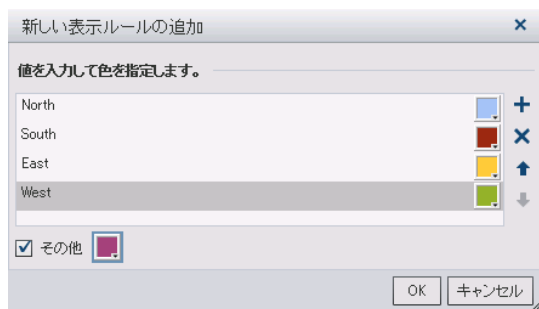 新しい表示ルールの追加
値を入力して色を指定します。
North
South
East
West
その他
OK キャンセル